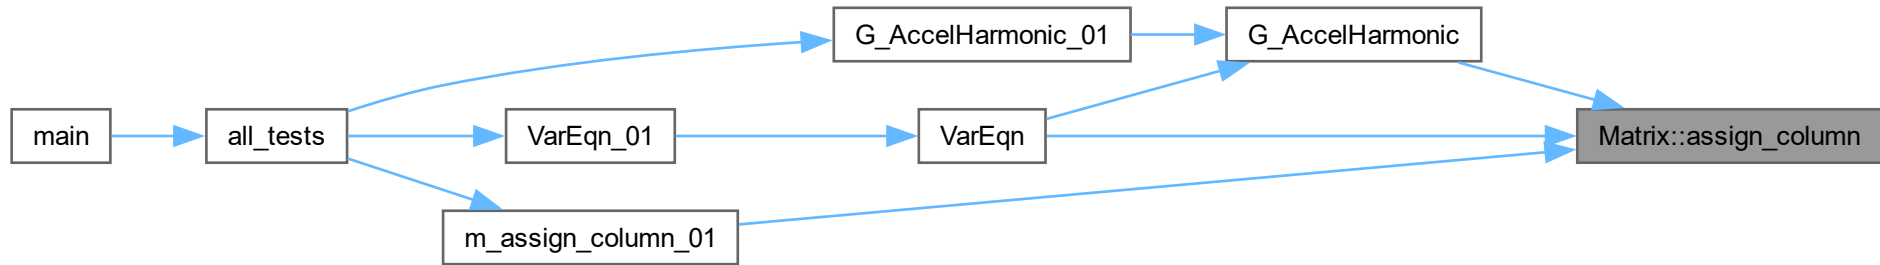 G_AccelHarmonic_01
G_AccelHarmonic
main
all_tests
VarEqn_01
VarEqn
Matrix::assign_column
m_assign_column_01